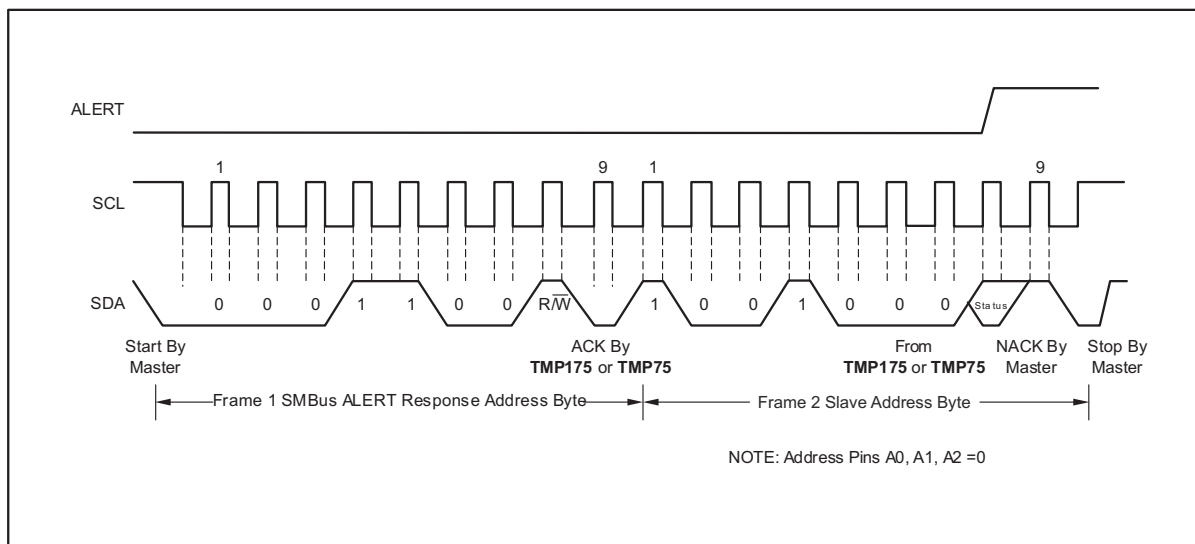 ALERT
1 9 1 9
SCL
SDA 0 0 0 1 1 0 0 R/W̅ 1 0 0 1 0 0 0 Status
Start By
Master
ACK By
TMP175 or TMP75
From
TMP175 or TMP75
NACK By
Master
Stop By
Master
Frame 1 SMBus ALERT Response Address Byte
Frame 2 Slave Address Byte
NOTE: Address Pins A0, A1, A2 =0